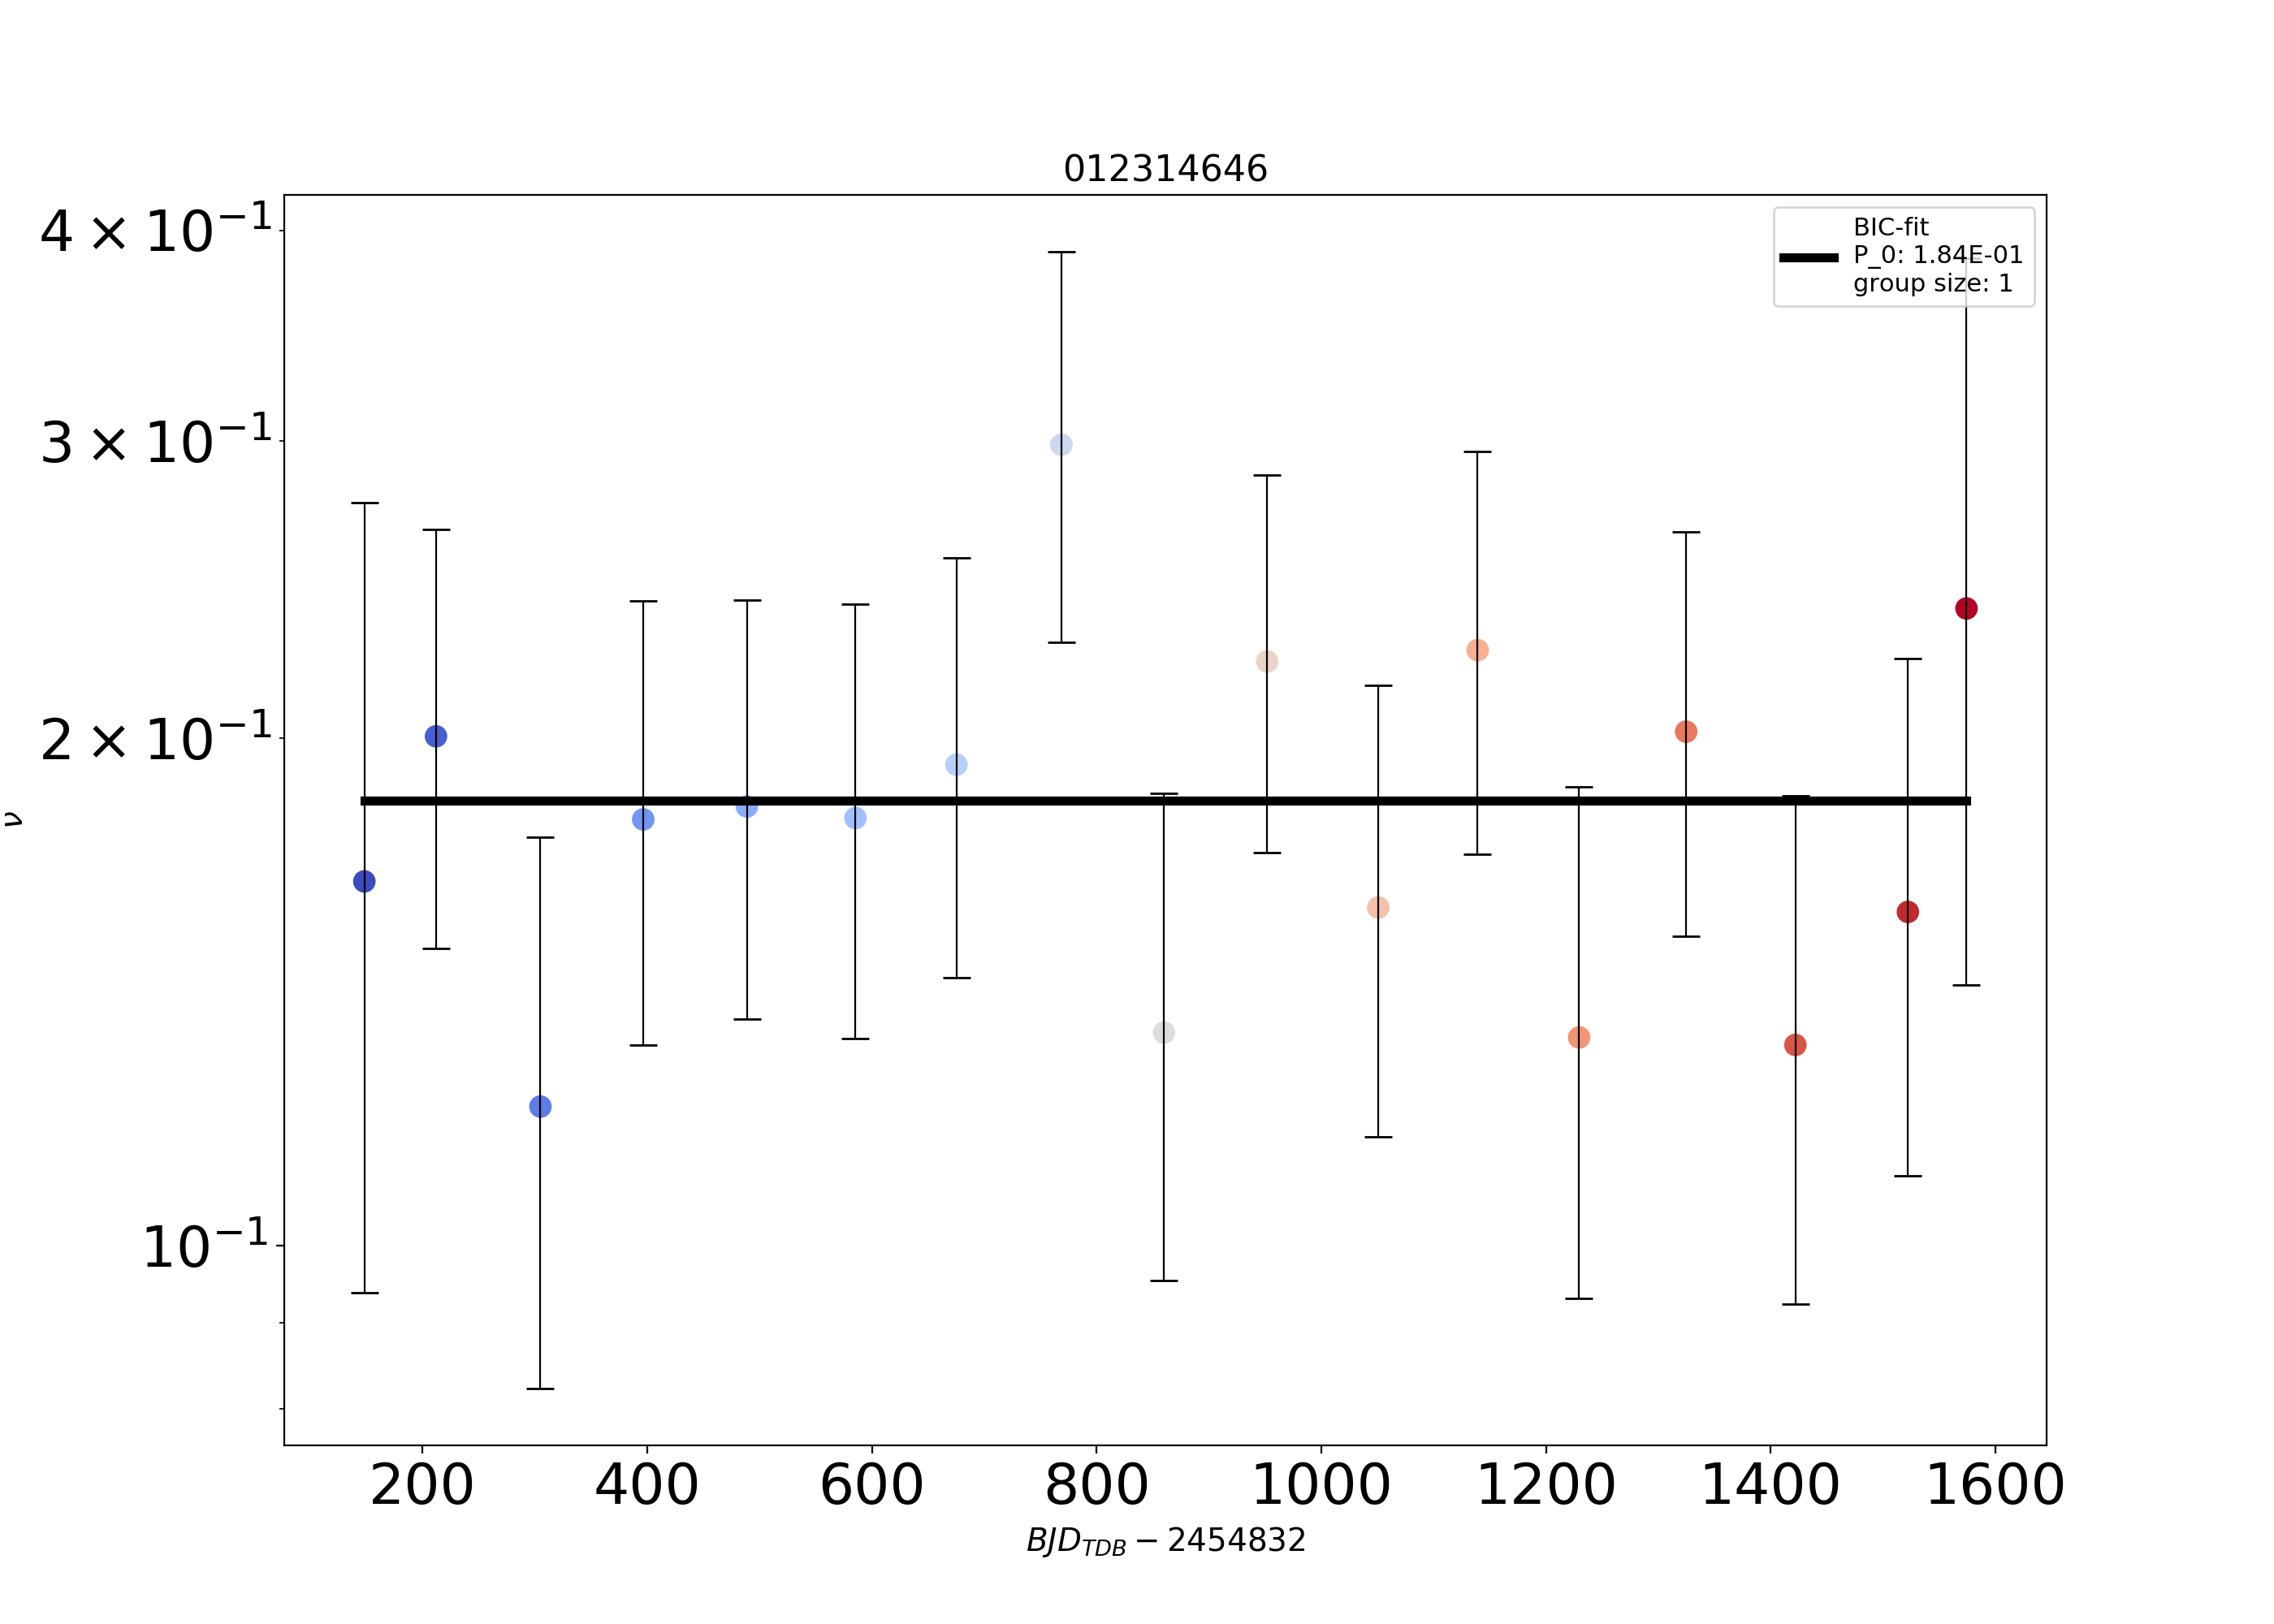 012314646
4 × 10⁻¹
3 × 10⁻¹
2 × 10⁻¹
10⁻¹
ν
BIC-fit
P_0: 1.84E-01
group size: 1
200 400 600 800 1000 1200 1400 1600
BJD_TDB − 2454832